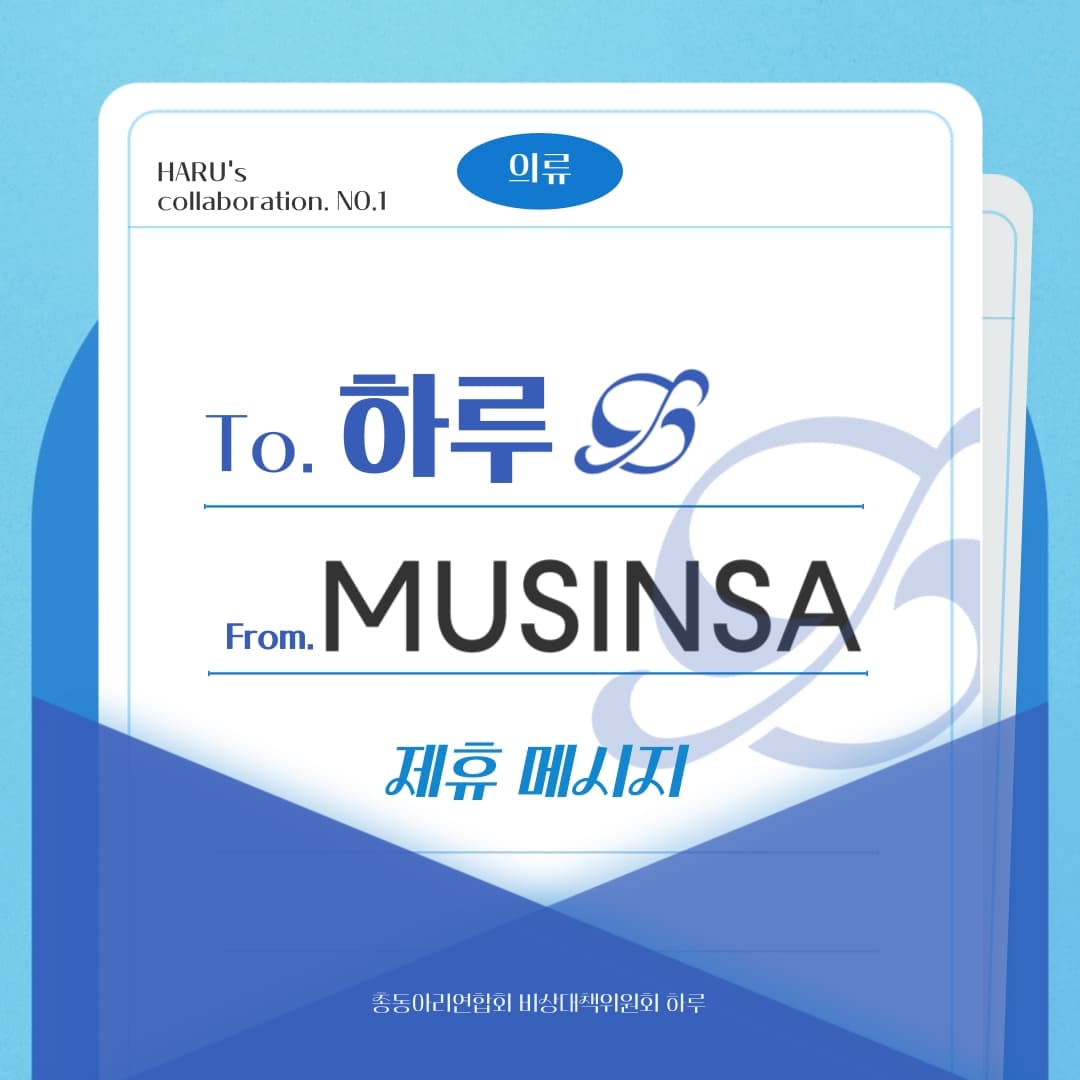 HARU's
collaboration. NO.1
의류
To. 하루
From. MUSINSA
제휴 메시지
총동아리연합회 비상대책위원회 하루